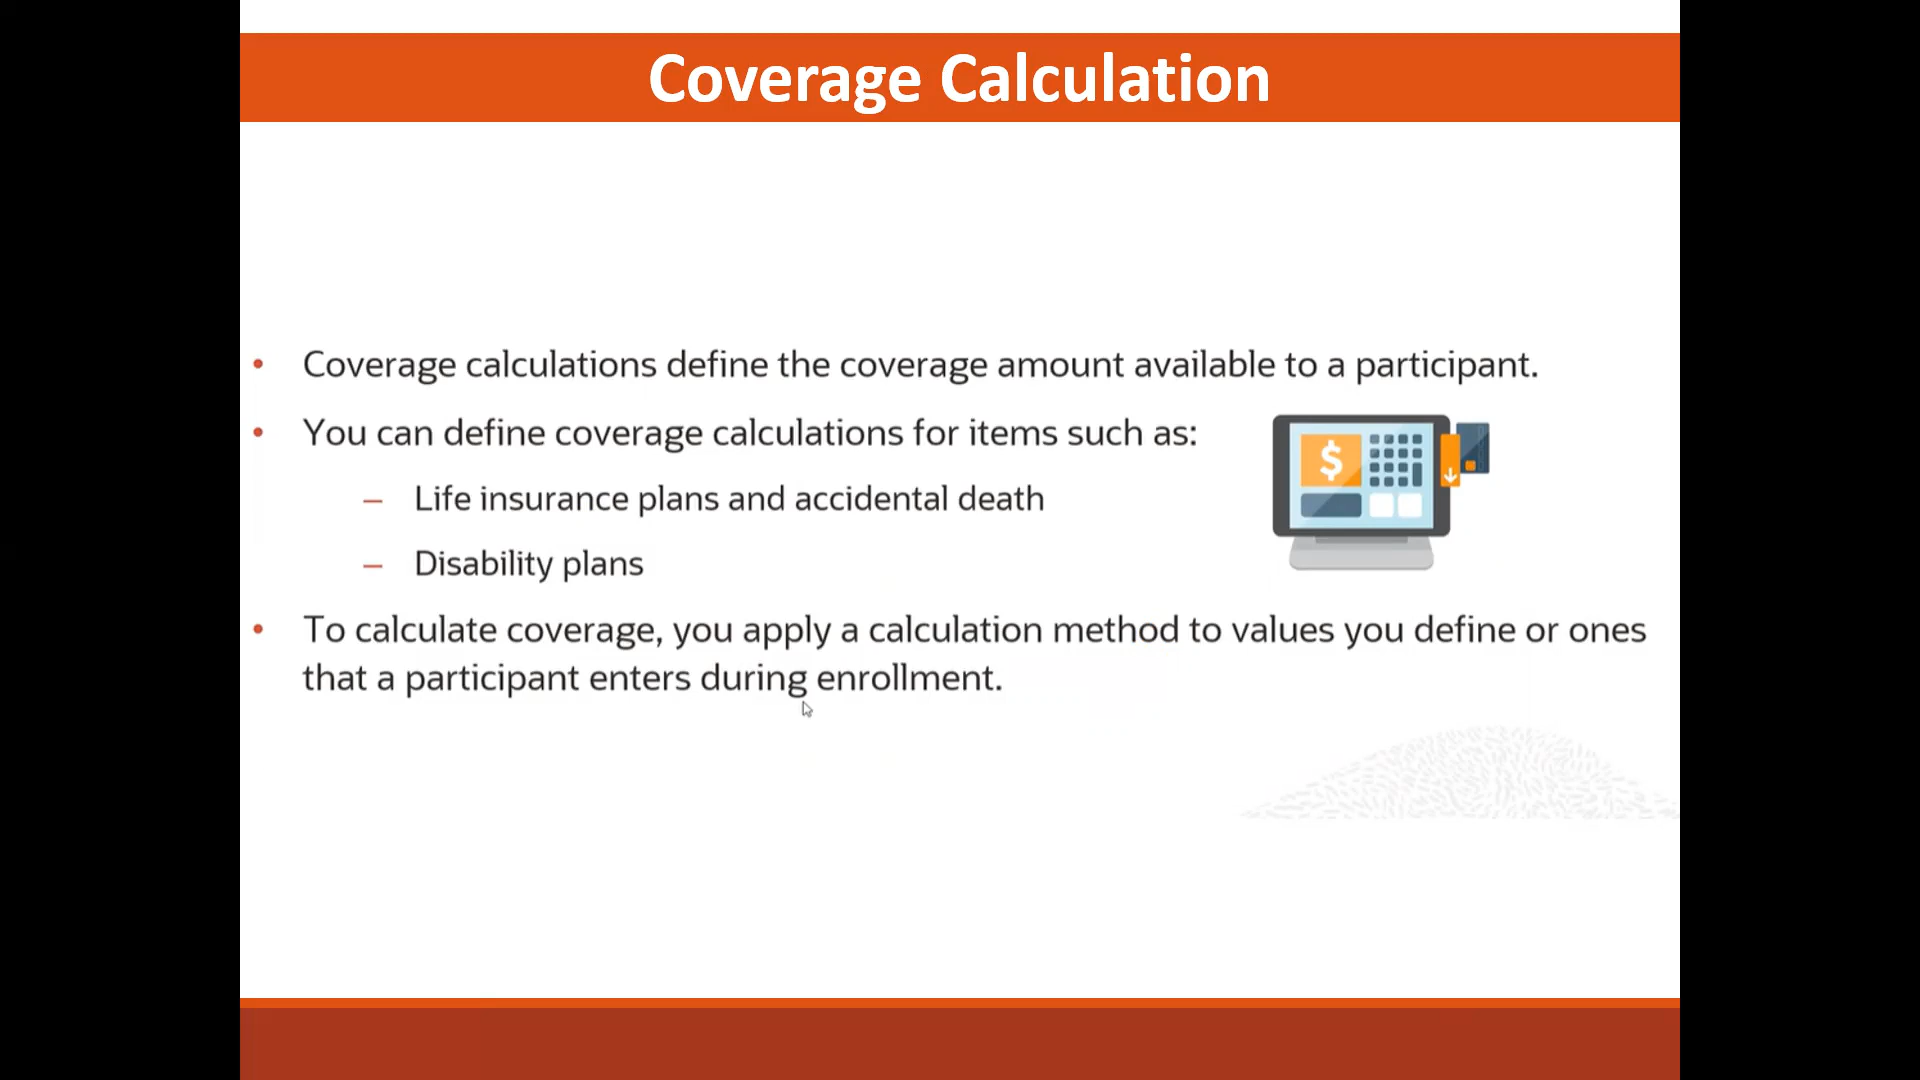 Coverage Calculation
• Coverage calculations define the coverage amount available to a participant.
• You can define coverage calculations for items such as:
– Life insurance plans and accidental death
– Disability plans
• To calculate coverage, you apply a calculation method to values you define or ones
that a participant enters during enrollment.
$